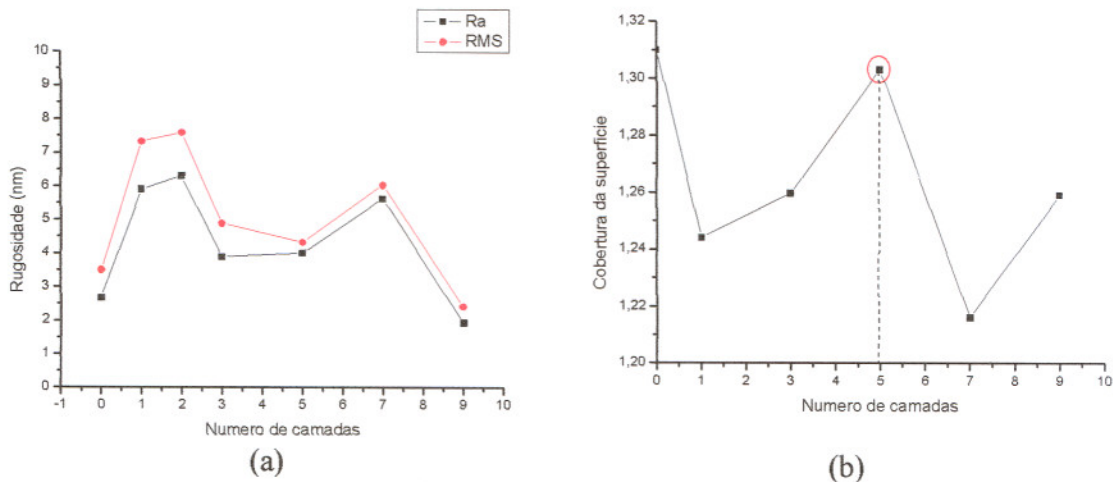 Ra
RMS
10
9
8
7
6
5
4
3
2
1
0
Rugosidade (nm)
-1 0 1 2 3 4 5 6 7 8 9 10
Numero de camadas
(a)
1,32
1,30
1,28
1,26
1,24
1,22
1,20
Cobertura da superficie
0 1 2 3 4 5 6 7 8 9 10
Numero de camadas
(b)